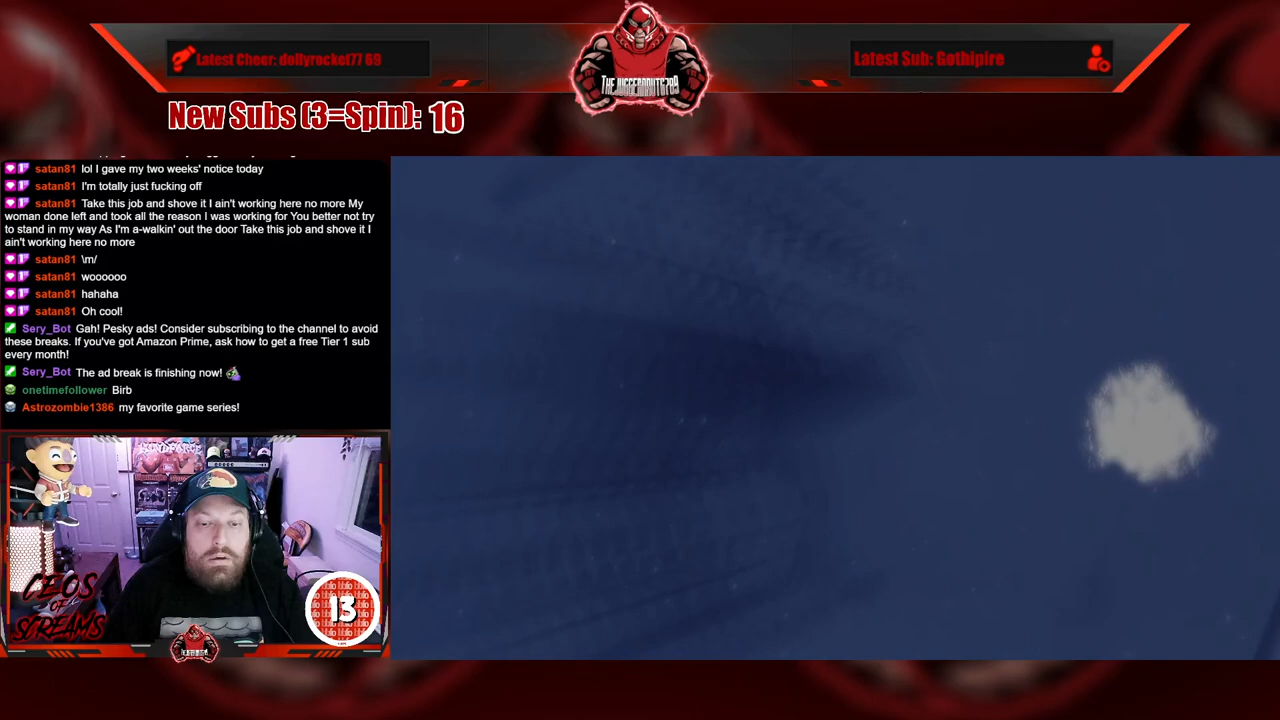 Latest Cheer: dollyrocket77 69
THEJUGGERNAUT6789
Latest Sub: Gothipire
New Subs (3=Spin): 16
satan81 lol I gave my two weeks' notice today
satan81 I'm totally just fucking off
satan81 Take this job and shove it I ain't working here no more My
woman done left and took all the reason I was working for You better not try
to stand in my way As I'm a-walkin' out the door Take this job and shove it I
ain't working here no more
satan81 \m/
satan81 woooooo
satan81 hahaha
satan81 Oh cool!
Sery_Bot Gah! Pesky ads! Consider subscribing to the channel to avoid
these breaks. If you've got Amazon Prime, ask how to get a free Tier 1 sub
every month!
Sery_Bot The ad break is finishing now!
onetimefollower Birb
Astrozombie1386 my favorite game series!
CEOS
OF
STREAMS
13